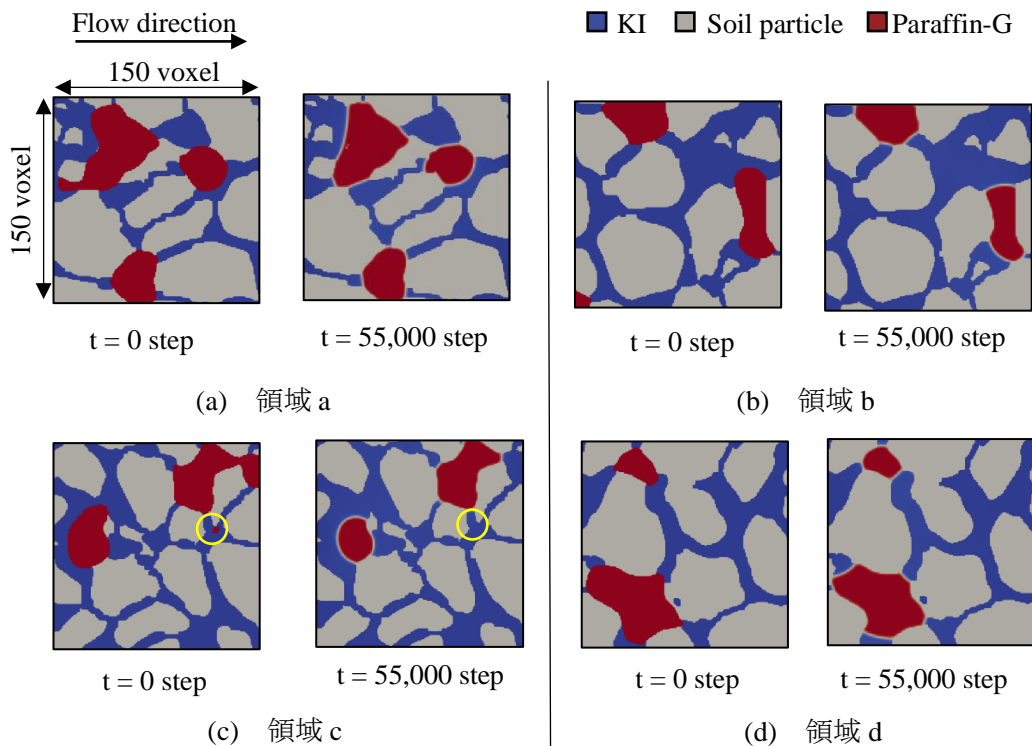 Flow direction
KI Soil particle Paraffin-G
150 voxel
150 voxel
t = 0 step
t = 55,000 step
(a) 領域 a
t = 0 step
t = 55,000 step
(b) 領域 b
t = 0 step
t = 55,000 step
(c) 領域 c
t = 0 step
t = 55,000 step
(d) 領域 d